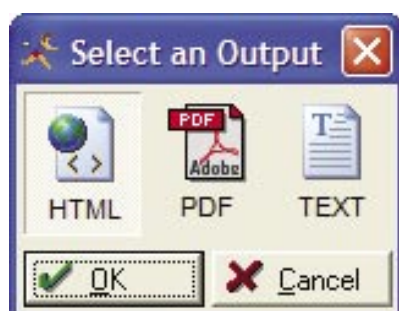 Select an Output
PDF
Adobe
T
HTML PDF TEXT
OK Cancel